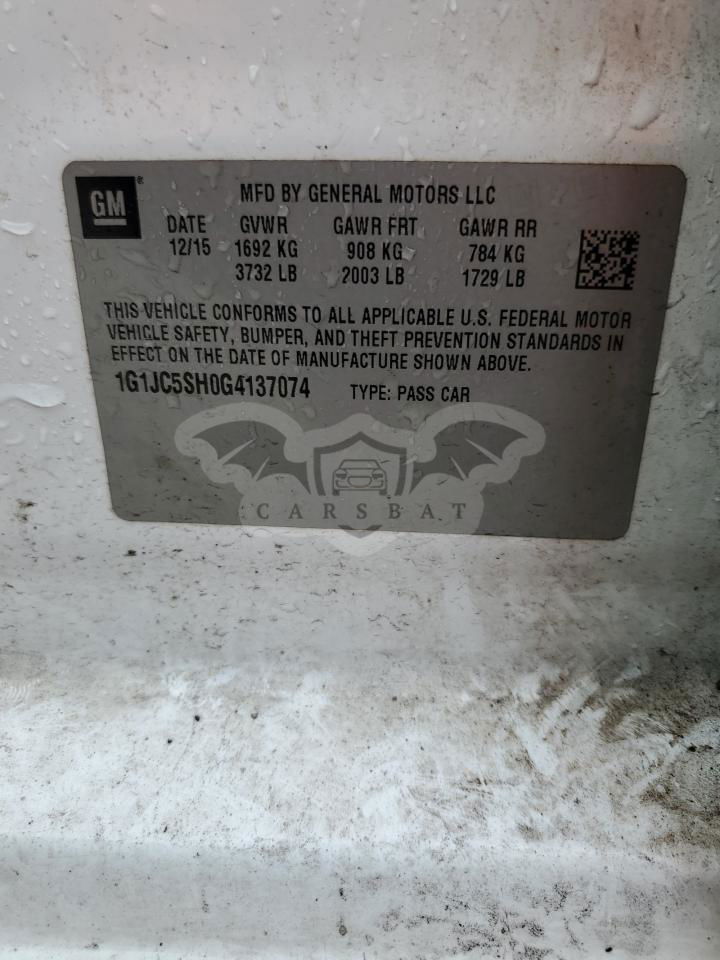 GM ®
MFD BY GENERAL MOTORS LLC
DATE GVWR GAWR FRT GAWR RR
12/15 1692 KG 908 KG 784 KG
3732 LB 2003 LB 1729 LB
THIS VEHICLE CONFORMS TO ALL APPLICABLE U.S. FEDERAL MOTOR
VEHICLE SAFETY, BUMPER, AND THEFT PREVENTION STANDARDS IN
EFFECT ON THE DATE OF MANUFACTURE SHOWN ABOVE.
1G1JC5SH0G4137074 TYPE: PASS CAR
CARSBAT